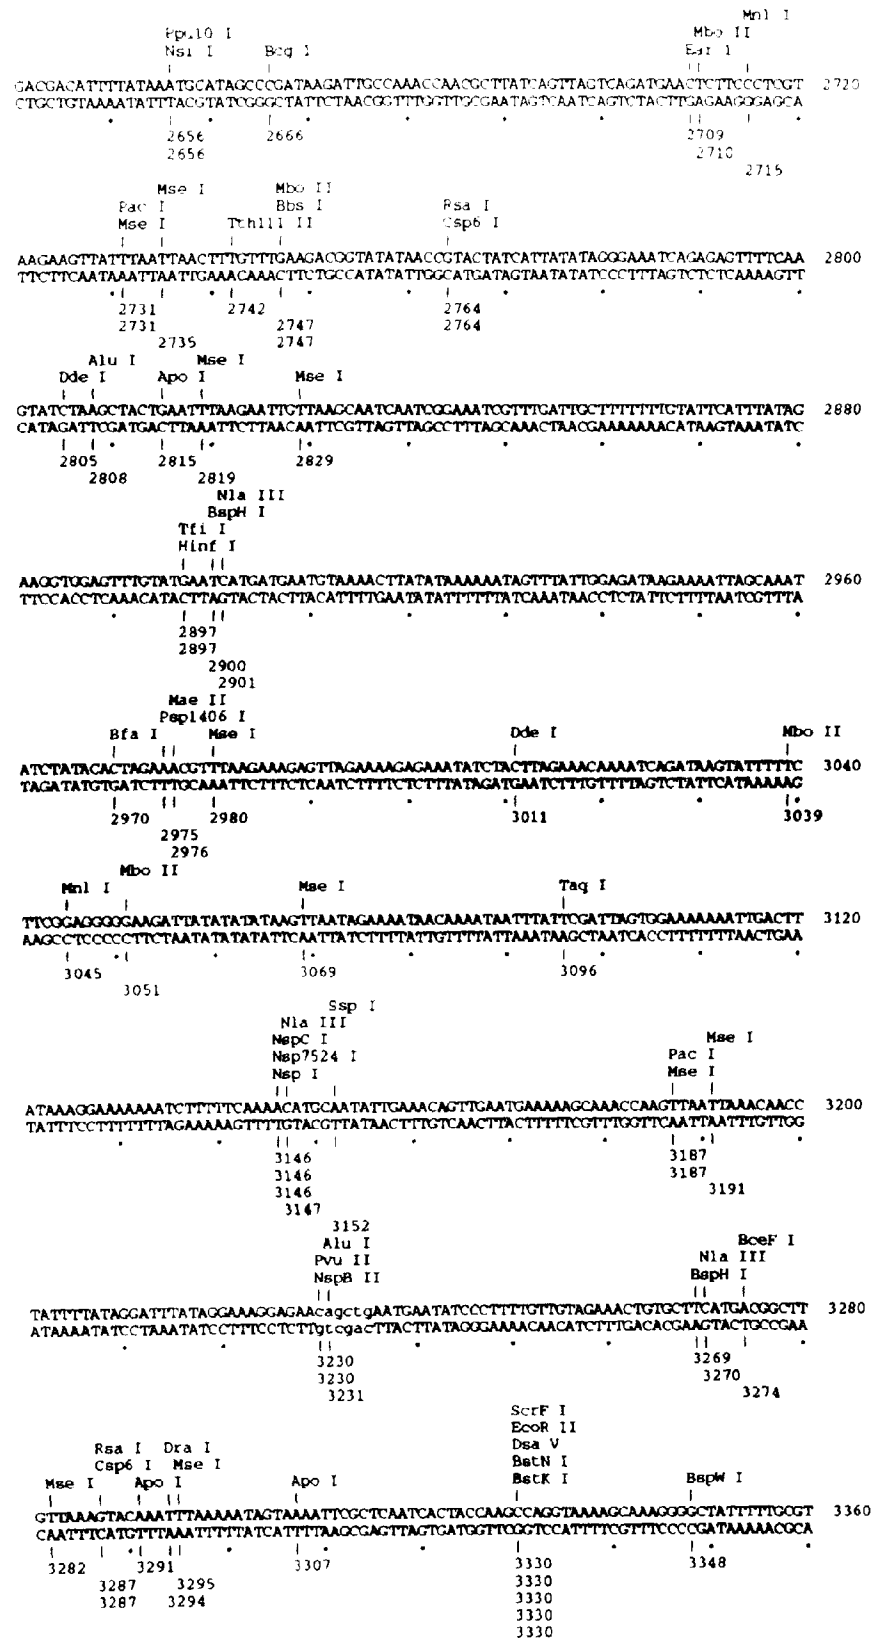 Ppu10 I Mnl I
Nsi I Bcg I Mbo II
Ear I
GACGACATTTTATAAATGCATAGCCCGATAAGATTGCCAAACCAACGCTTATCAGTTAGTCAGATGAACTCTTCCCTCGT 2720
CTGCTGTAAAATATTTACGTATCGGGCTATTCTAACGGTTTGGTTGCGAATAGTCAATCAGTCTACTTGAGAAGGGAGCA
2656 2666 2709
2656 2710
2715
Mse I Mbo II
Pac I Bbs I Rsa I
Mse I Tth111 II Csp6 I
AAGAAGTTATTTAATTAACTTTGTTTGAAGACGGTATATAACCGTACTATCATTATATAGGGAAATCAGAGAGTTTTCAA 2800
TTCTTCAATAAATTAATTGAAACAAACTTCTGCCATATATTGGCATGATAGTAATATATCCCTTTAGTCTCTCAAAAGTT
2731 2742 2747 2764
2731 2747 2764
2735
Alu I Mse I
Dde I Apo I Mse I
GTATCTAAGCTACTGAATTTAAGAATTGTTAAGCAATCAATCGGAAATCGTTTGATTGCTTTTTTTGTATTCATTTATAG 2880
CATAGATTCGATGACTTAAATTCTTAACAATTCGTTAGTTAGCCTTTAGCAAACTAACGAAAAAAACATAAGTAAATATC
2805 2815 2829
2808 2819
Nla III
BspH I
Tfi I
Hinf I
AAGGTGGAGTTTGTATGAATCATGATGAATGTAAAACTTATATAAAAAATAGTTTATTGGAGATAAGAAAATTAGCAAAT 2960
TTCCACCTCAAACATACTTAGTACTACTTACATTTTGAATATATTTTTTATCAAATAACCTCTATTCTTTTAATCGTTTA
2897
2897
2900
2901
Mae II
Psp1406 I
Bfa I Mse I Dde I Mbo II
ATCTATAGACTAGAAACGTTTAAGAAAGAGTTAGAAAAGAGAAATATCTACTTAGAAACAAAATCAGATAAGTATTTTTC 3040
TAGATATGTGATCTTTGCAAATTCTTTCTCAATCTTTTCTCTTTATAGATGAATCTTTGTTTTAGTCTATTCATAAAAAG
2970 2980 3011 3039
2975
2976
Mbo II
Mnl I Mse I Taq I
TTCGGAGGGGGAAGATTATATATATAAGTTAATAGAAAATAACAAAATAATTTATTCGATTAGTGGAAAAAAATTGACTT 3120
AAGCCTCCCCCTTCTAATATATATATTCAATTATCTTTTATTGTTTTATTAAATAAGCTAATCACCTTTTTTTAACTGAA
3045 3069 3096
3051
Ssp I
Nla III
NspC I Mse I
Nsp7524 I Pac I
Nsp I Mse I
ATAAAGGAAAAAAATCTTTTTCAAAACATGCAATATTGAAACAGTTGAATGAAAAAGCAAACCAAGTTAATTAAACAACC 3200
TATTTCCTTTTTTTAGAAAAAGTTTTGTACGTTATAACTTTGTCAACTTACTTTTTCGTTTGGTTCAATTAATTTGTTGG
3146 3187
3146 3187
3146 3191
3147
3152
Alu I BceF I
Pvu II Nla III
NspB II BspH I
TATTTTATAGGATTTATAGGAAAGGAGAACagctgAATGAATATCCCTTTTGTTGTAGAAACTGTGCTTCATGACGGCTT 3280
ATAAAATATCCTAAATATCCTTTCCTCTTgtcgacTTACTTATAGGGAAAACAACATCTTTGACACGAAGTACTGCCGAA
3230 3269
3230 3270
3231 3274
ScrF I
EcoR II
Rsa I Dra I Dsa V
Csp6 I Mse I BstN I
Mse I Apo I Apo I BstK I BspW I
GTTAAAGTACAAATTTAAAAATAGTAAAATTCGCTCAATCACTACCAAGCCAGGTAAAAGCAAAGGGGCTATTTTTGCGT 3360
CAATTTCATGTTTAAATTTTTATCATTTTAAGCGAGTTAGTGATGGTTCGGTCCATTTTCGTTTCCCCGATAAAAACGCA
3282 3291 3307 3330 3348
3287 3295 3330
3287 3294 3330
3330
3330